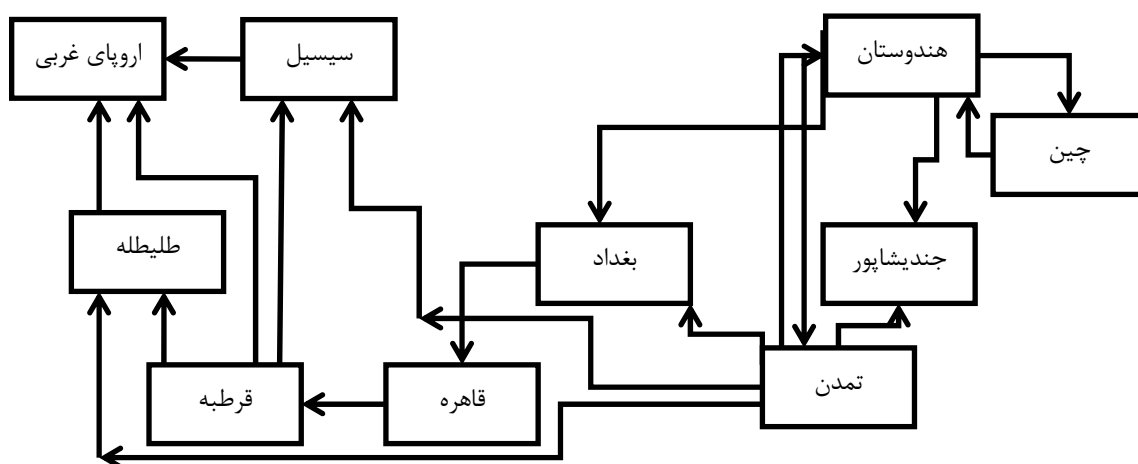 هندوستان
سیسیل
اروپای غربی
چین
جندیشاپور
بغداد
طلیطله
تمدن
قاهره
قرطبه